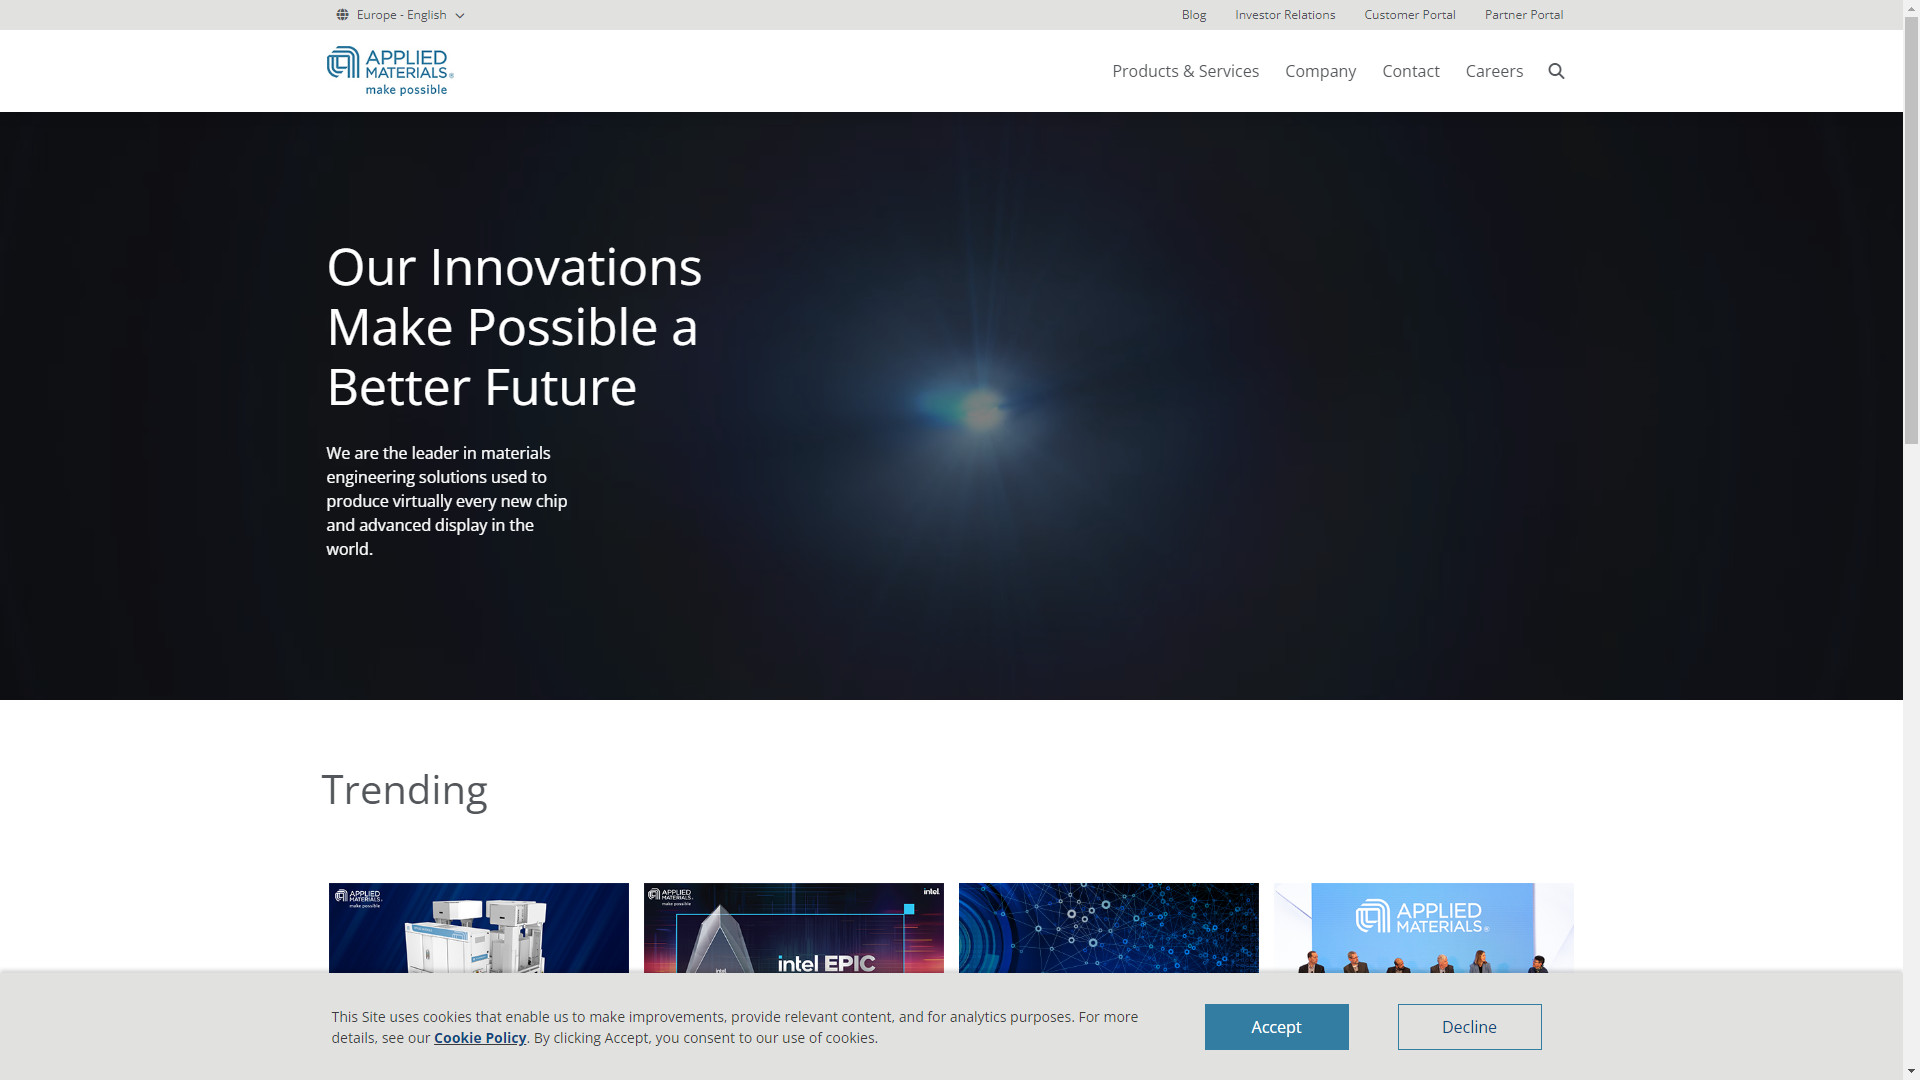 Europe - English
Blog
Investor Relations
Customer Portal
Partner Portal
APPLIED
MATERIALS®
make possible
Products & Services
Company
Contact
Careers
Our Innovations
Make Possible a
Better Future
We are the leader in materials
engineering solutions used to
produce virtually every new chip
and advanced display in the
world.
Trending
APPLIED
MATERIALS
make possible
APPLIED
MATERIALS
make possible
intel
intel
intel EPIC
APPLIED
MATERIALS®
This Site uses cookies that enable us to make improvements, provide relevant content, and for analytics purposes. For more
details, see our Cookie Policy. By clicking Accept, you consent to our use of cookies.
Accept
Decline